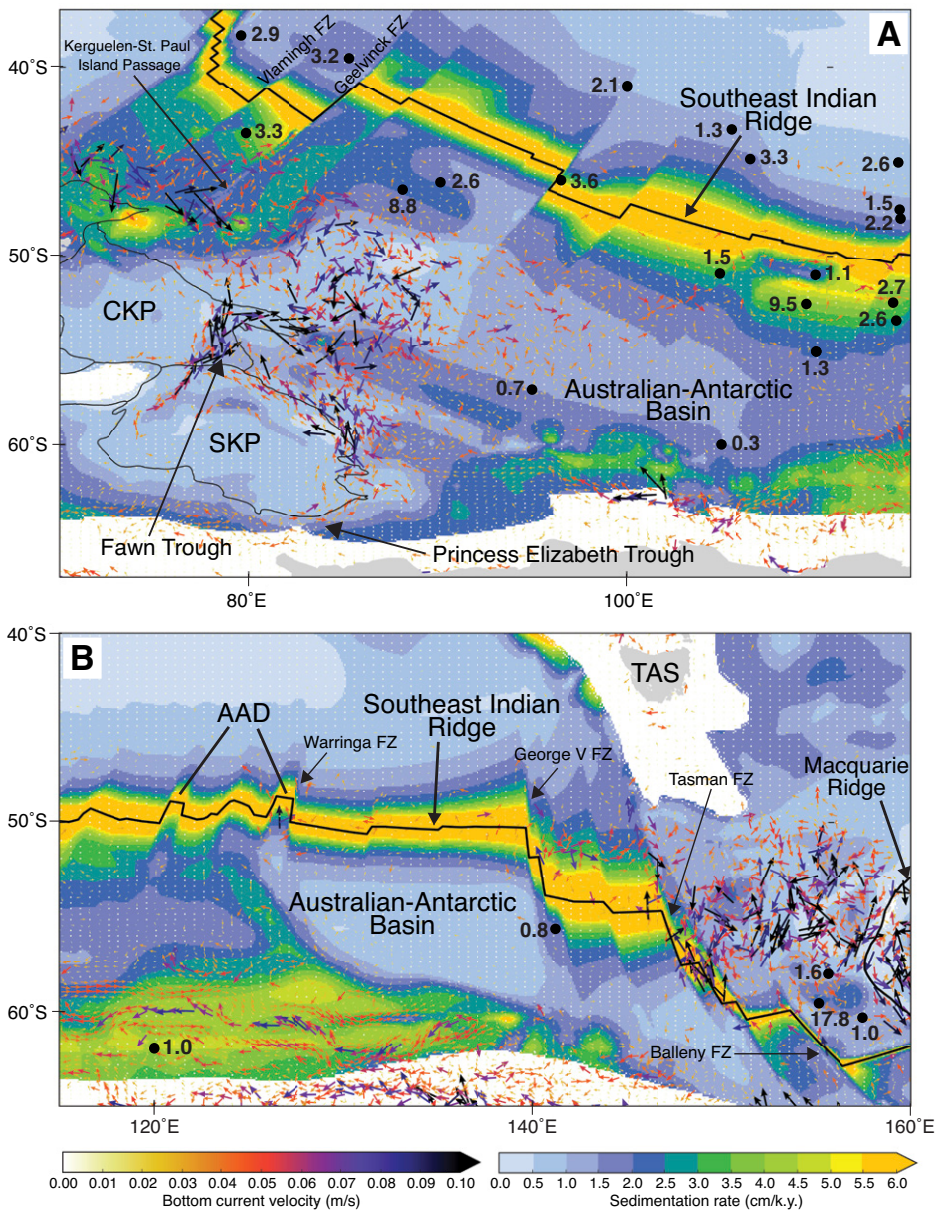 A
40°S
50°S
60°S
Kerguelen-St. Paul
Island Passage
Vlamingh FZ
Geelvinck FZ
2.9
3.2
2.1
Southeast Indian
Ridge
1.3
3.3
3.3
2.6
2.6
8.8
3.6
1.5
2.2
1.5
1.1
2.7
9.5
2.6
1.3
CKP
0.7
Australian-Antarctic
Basin
SKP
0.3
Fawn Trough
Princess Elizabeth Trough
80°E
100°E
B
40°S
50°S
60°S
TAS
AAD
Southeast Indian
Ridge
Warringa FZ
George V FZ
Tasman FZ
Macquarie
Ridge
Australian-Antarctic
Basin
0.8
1.6
17.8
1.0
1.0
Balleny FZ
120°E
140°E
160°E
0.00 0.01 0.02 0.03 0.04 0.05 0.06 0.07 0.08 0.09 0.10
Bottom current velocity (m/s)
0.0 0.5 1.0 1.5 2.0 2.5 3.0 3.5 4.0 4.5 5.0 5.5 6.0
Sedimentation rate (cm/k.y.)